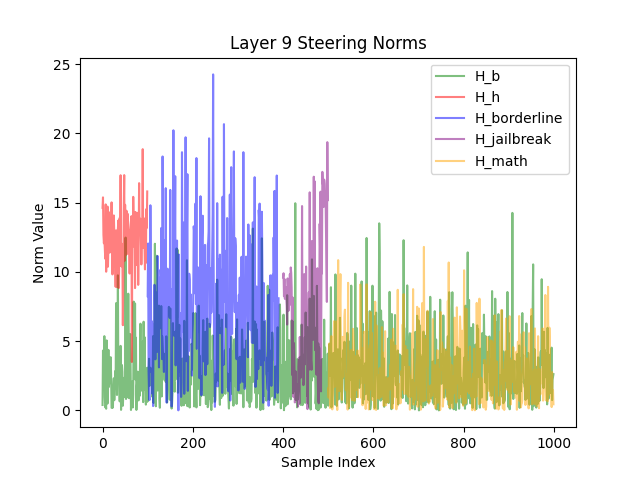 Layer 9 Steering Norms
25
20
15
10
5
0
Norm Value
H_b
H_h
H_borderline
H_jailbreak
H_math
0 200 400 600 800 1000
Sample Index